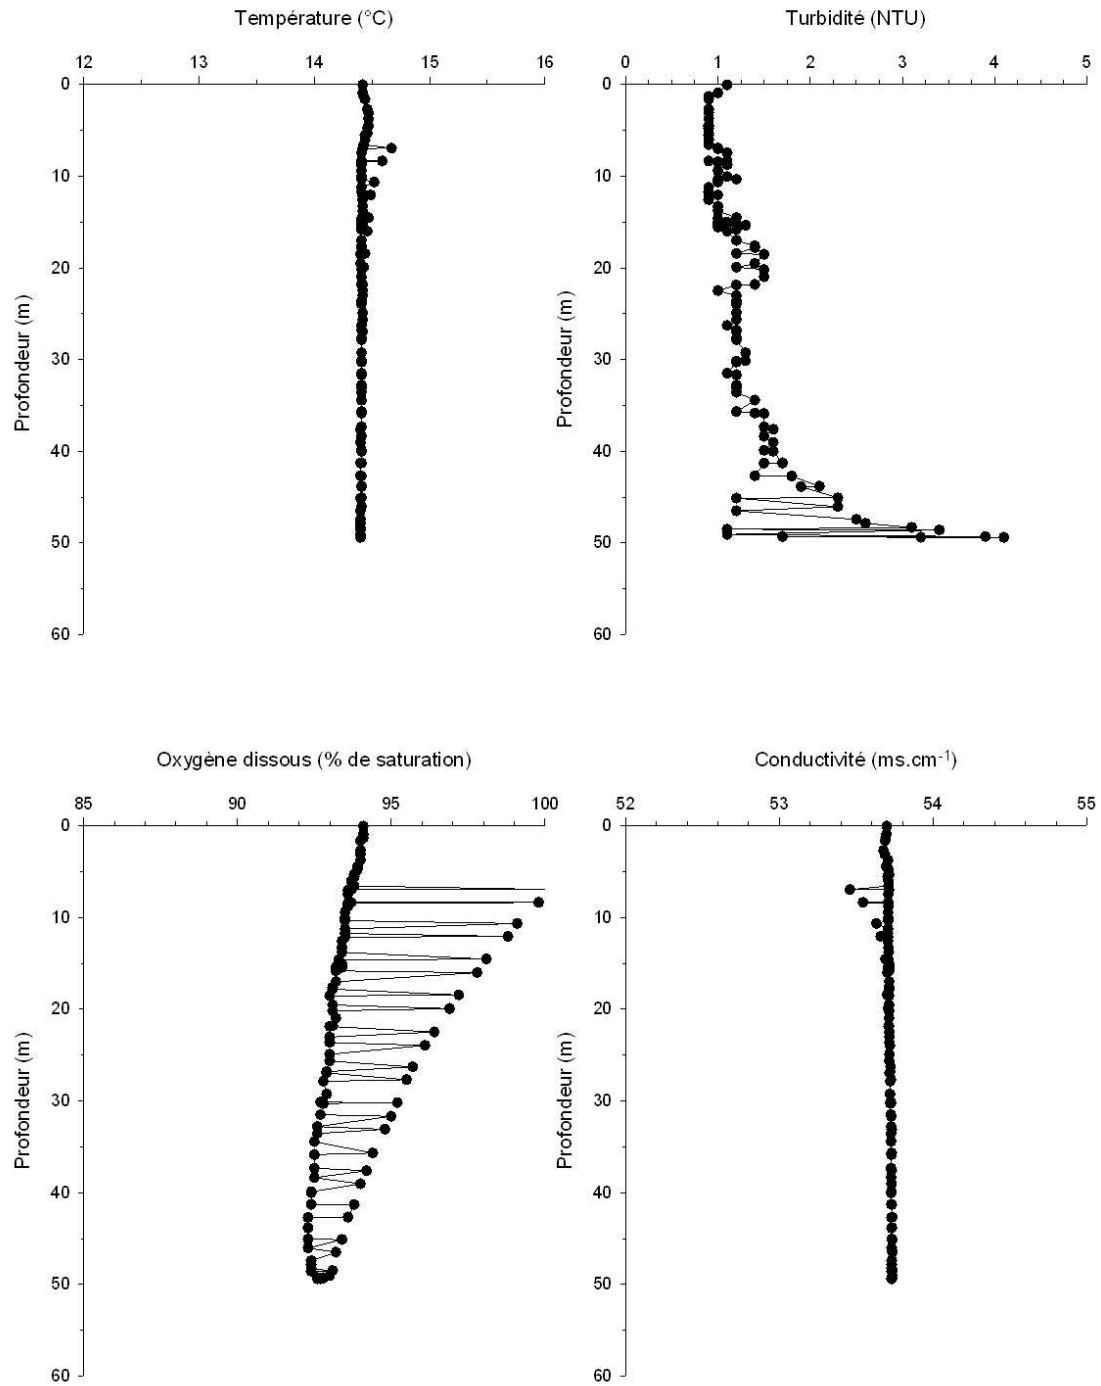 Température (°C)
12 13 14 15 16
0
10
20
30
40
50
60
Profondeur (m)
Turbidité (NTU)
0 1 2 3 4 5
0
10
20
30
40
50
60
Profondeur (m)
Oxygène dissous (% de saturation)
85 90 95 100
0
10
20
30
40
50
60
Profondeur (m)
Conductivité (ms.cm⁻¹)
52 53 54 55
0
10
20
30
40
50
60
Profondeur (m)